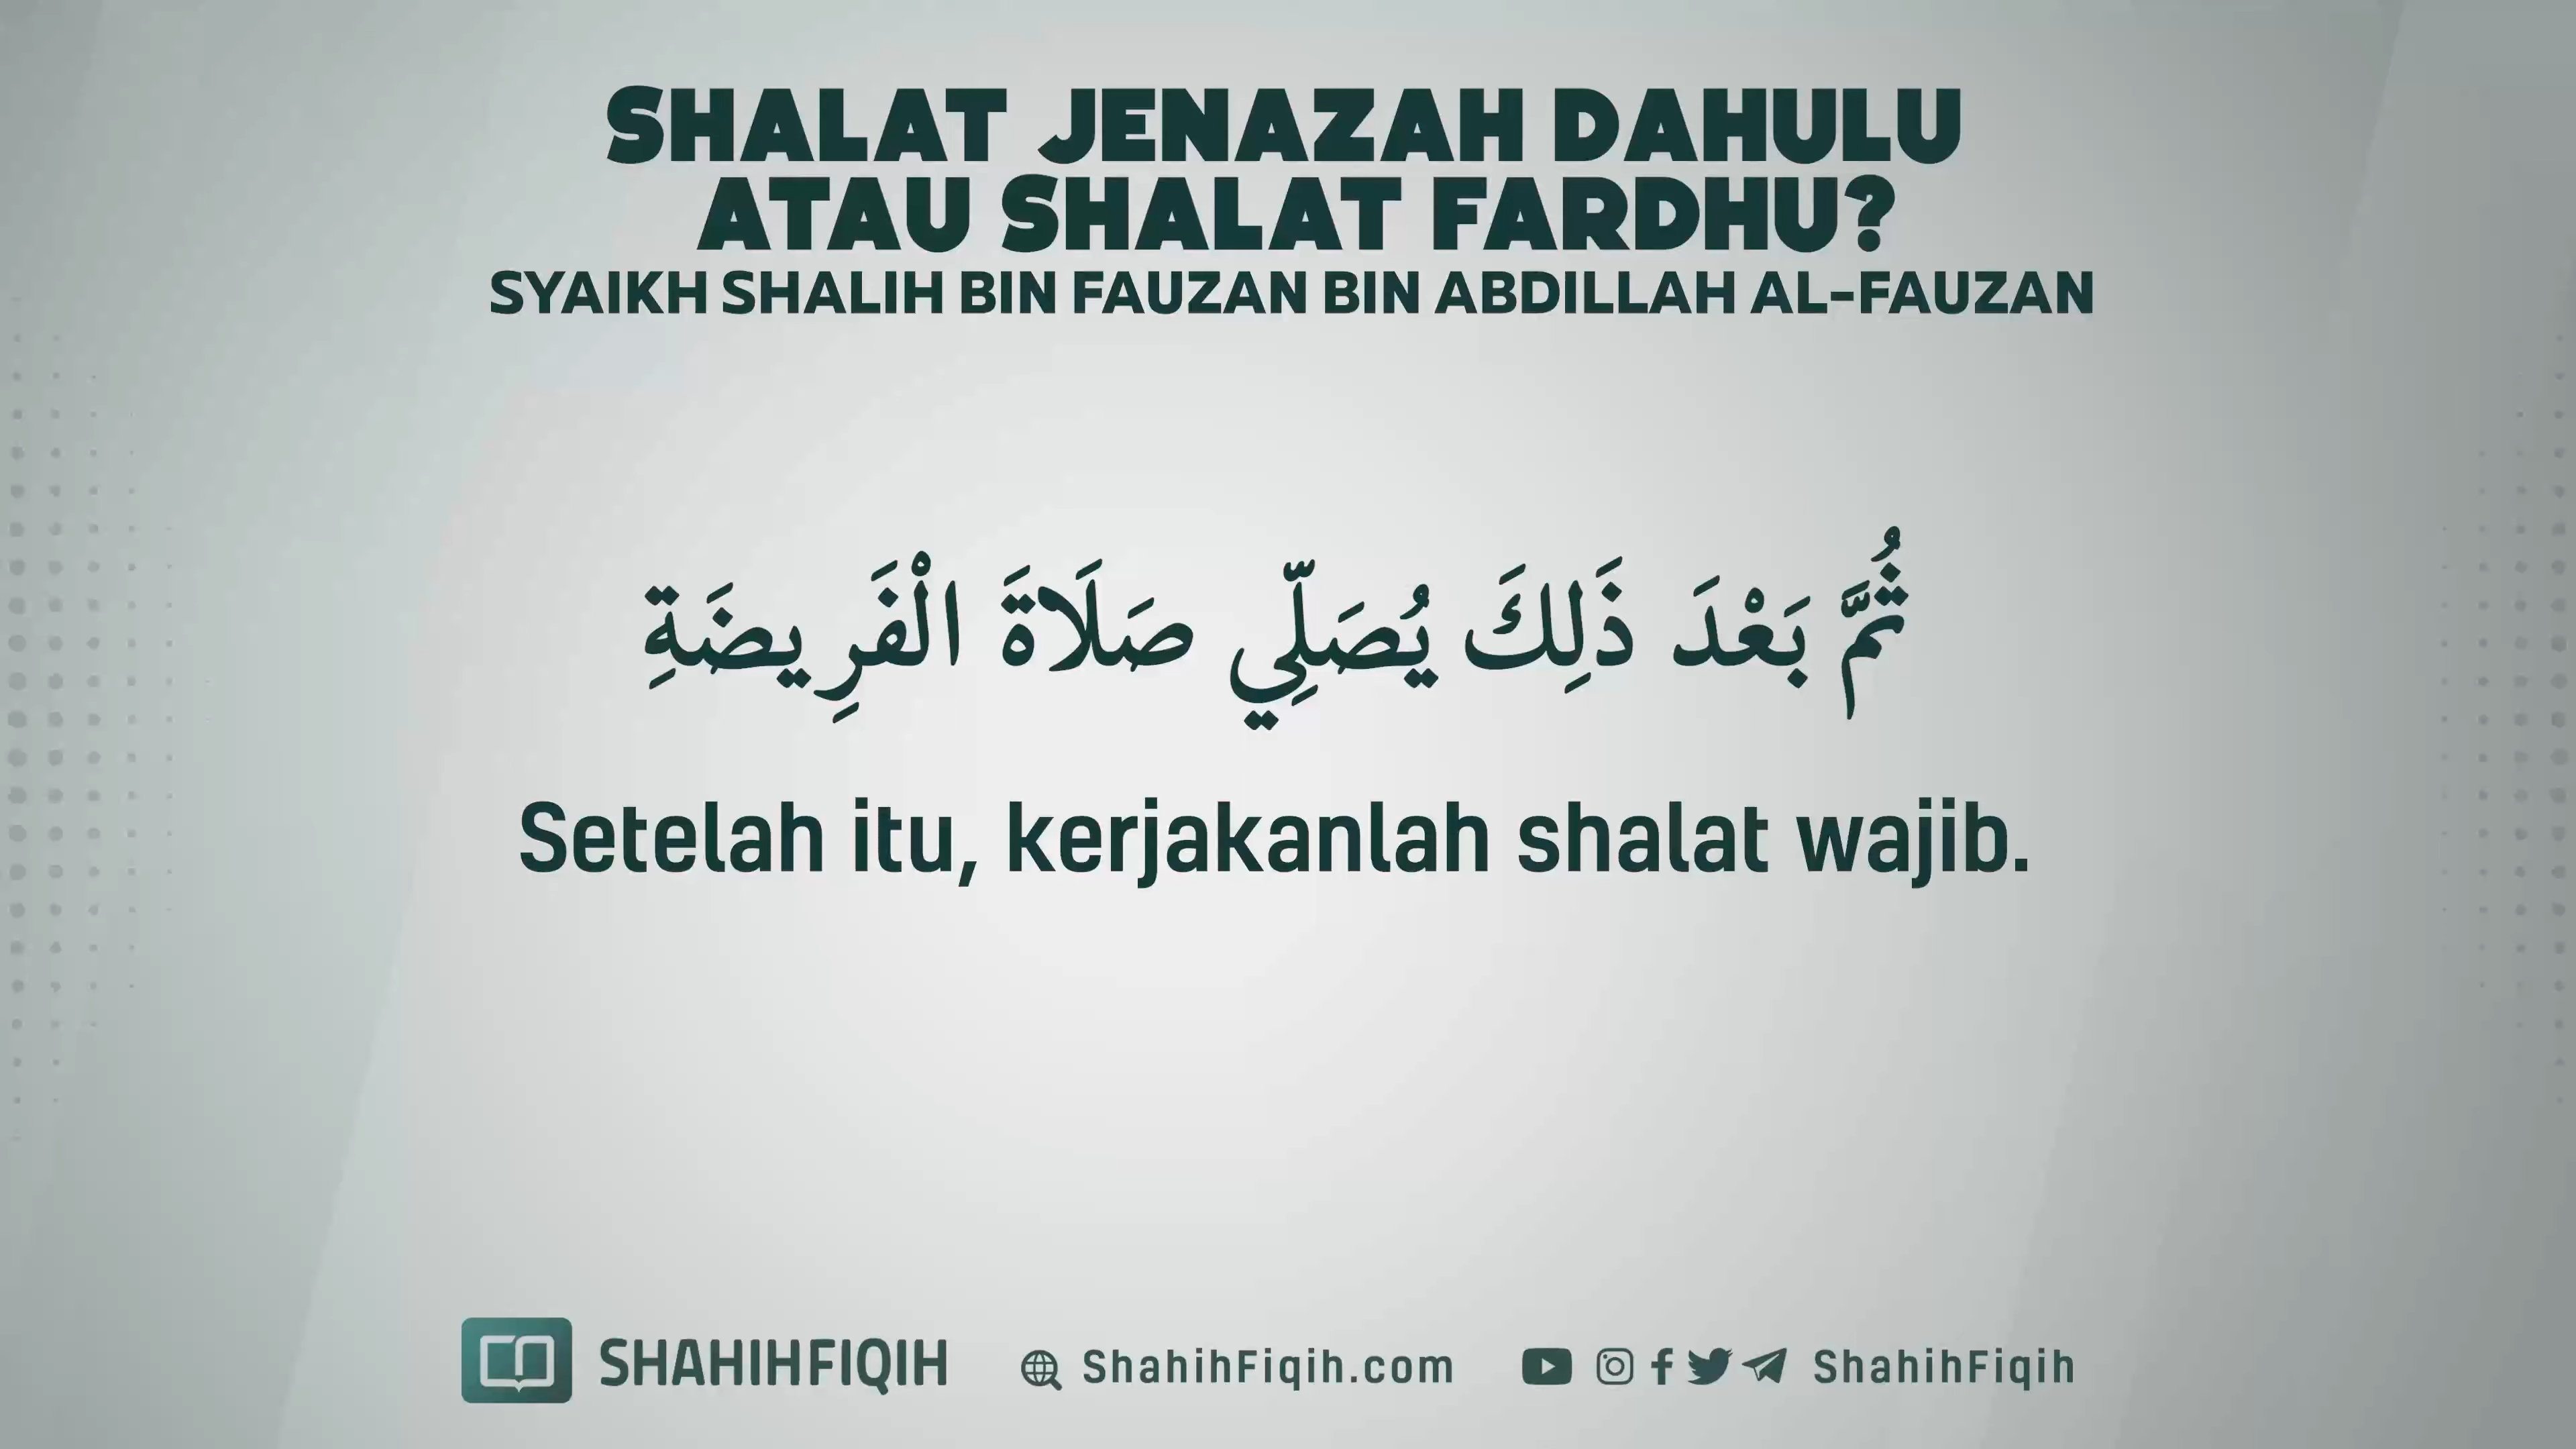 SHALAT JENAZAH DAHULU
ATAU SHALAT FARDHU?
SYAIKH SHALIH BIN FAUZAN BIN ABDILLAH AL-FAUZAN
ثُمَّ بَعْدَ ذَلِكَ يُصَلِّي صَلَاةَ الْفَرِيضَةِ
Setelah itu, kerjakanlah shalat wajib.
SHAHIHFIQIH ShahihFiqih.com ShahihFiqih